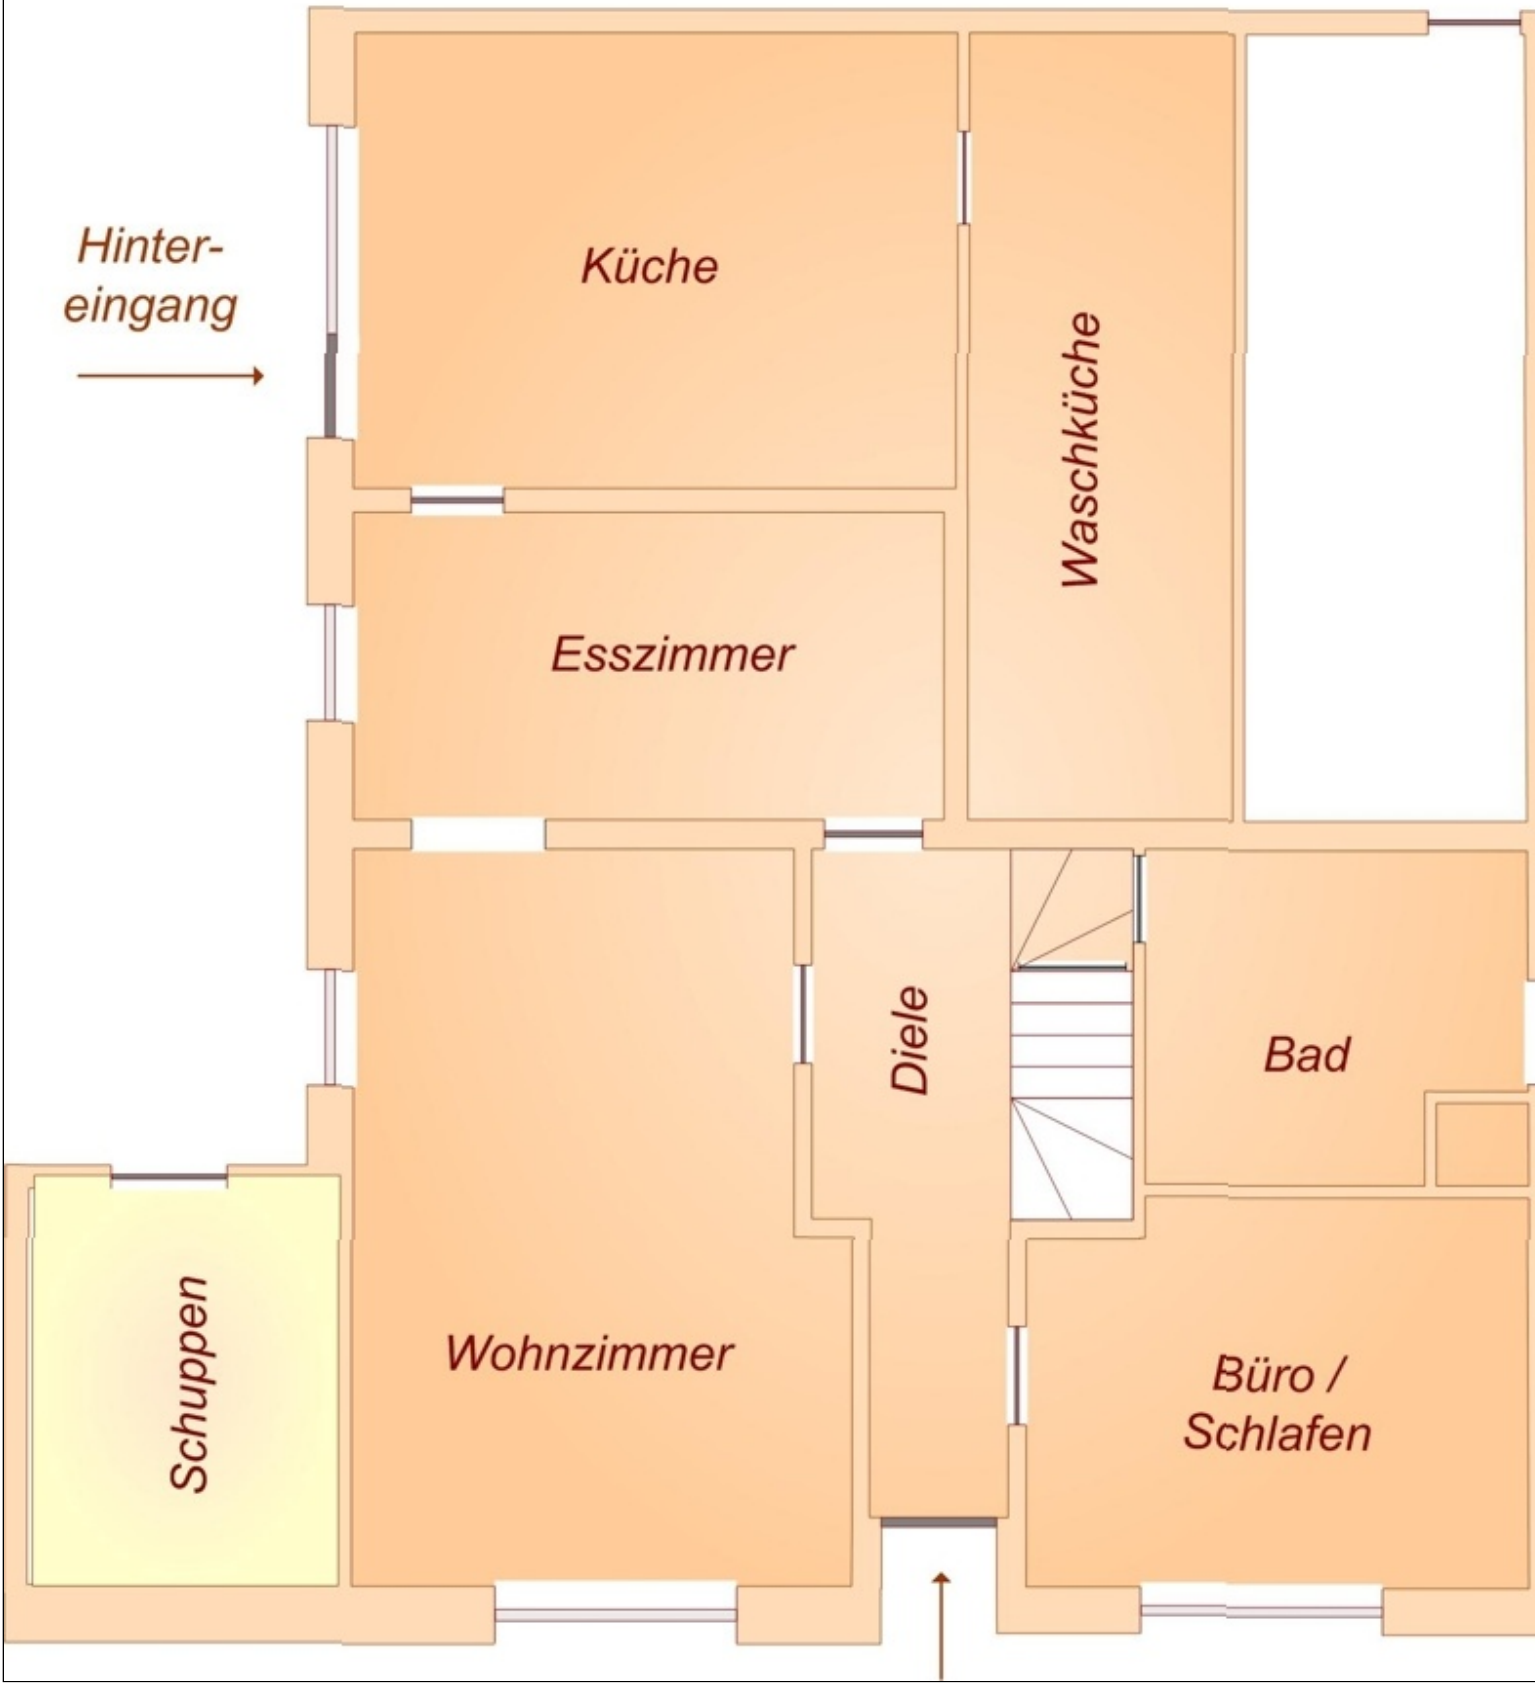 Hinter-
eingang
Küche
Waschküche
Esszimmer
Diele
Bad
Schuppen
Wohnzimmer
Büro /
Schlafen